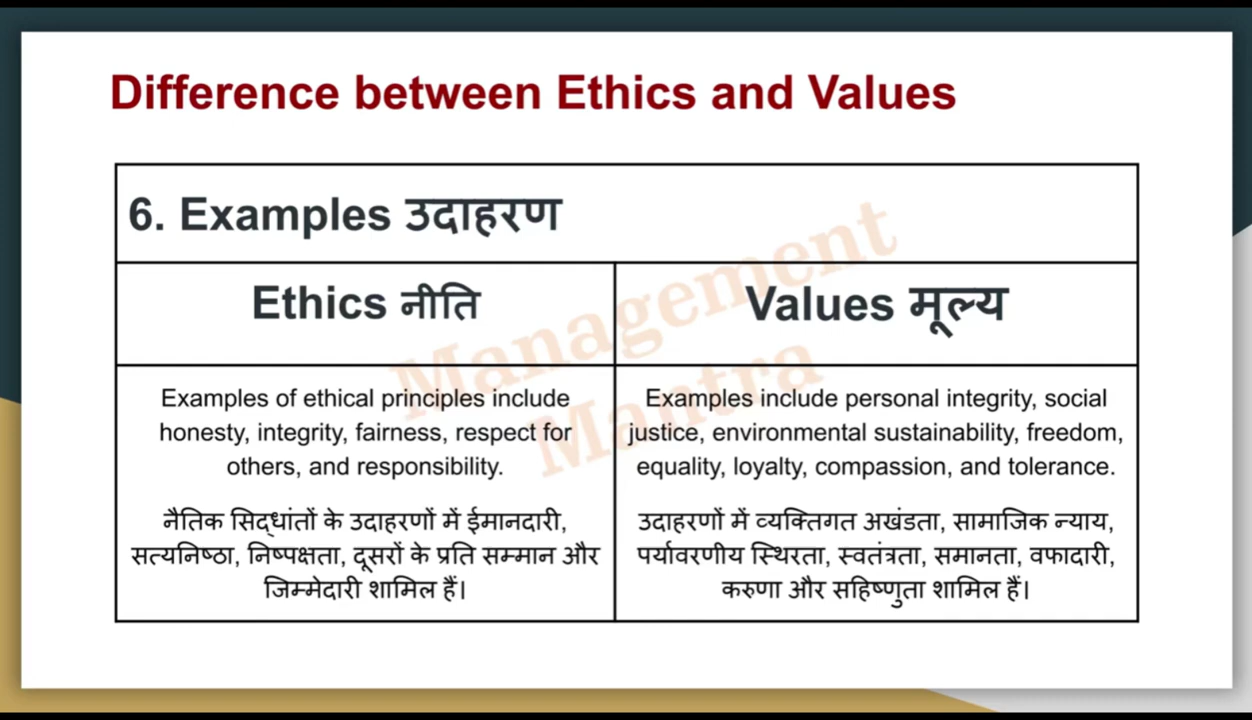 Difference between Ethics and Values
6. Examples उदाहरण
Ethics नीति
Values मूल्य
Examples of ethical principles include
honesty, integrity, fairness, respect for
others, and responsibility.
नैतिक सिद्धांतों के उदाहरणों में ईमानदारी,
सत्यनिष्ठा, निष्पक्षता, दूसरों के प्रति सम्मान और
जिम्मेदारी शामिल हैं।
Examples include personal integrity, social
justice, environmental sustainability, freedom,
equality, loyalty, compassion, and tolerance.
उदाहरणों में व्यक्तिगत अखंडता, सामाजिक न्याय,
पर्यावरणीय स्थिरता, स्वतंत्रता, समानता, वफादारी,
करुणा और सहिष्णुता शामिल हैं।
Management
Mantra